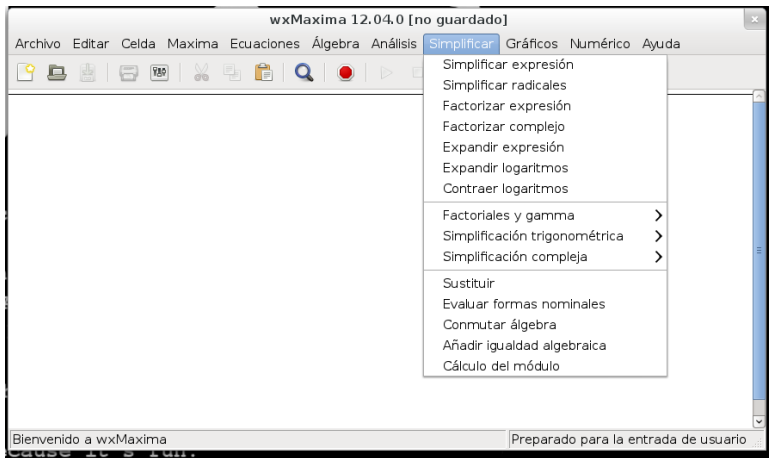 wxMaxima 12.04.0 [no guardado]
Archivo Editar Celda Maxima Ecuaciones Álgebra Análisis Simplificar Gráficos Numérico Ayuda
Simplificar expresión
Simplificar radicales
Factorizar expresión
Factorizar complejo
Expandir expresión
Expandir logaritmos
Contraer logaritmos
Factoriales y gamma
Simplificación trigonométrica
Simplificación compleja
Sustituir
Evaluar formas nominales
Conmutar álgebra
Añadir igualdad algebraica
Cálculo del módulo
Bienvenido a wxMaxima Preparado para la entrada de usuario
cause it's fun.